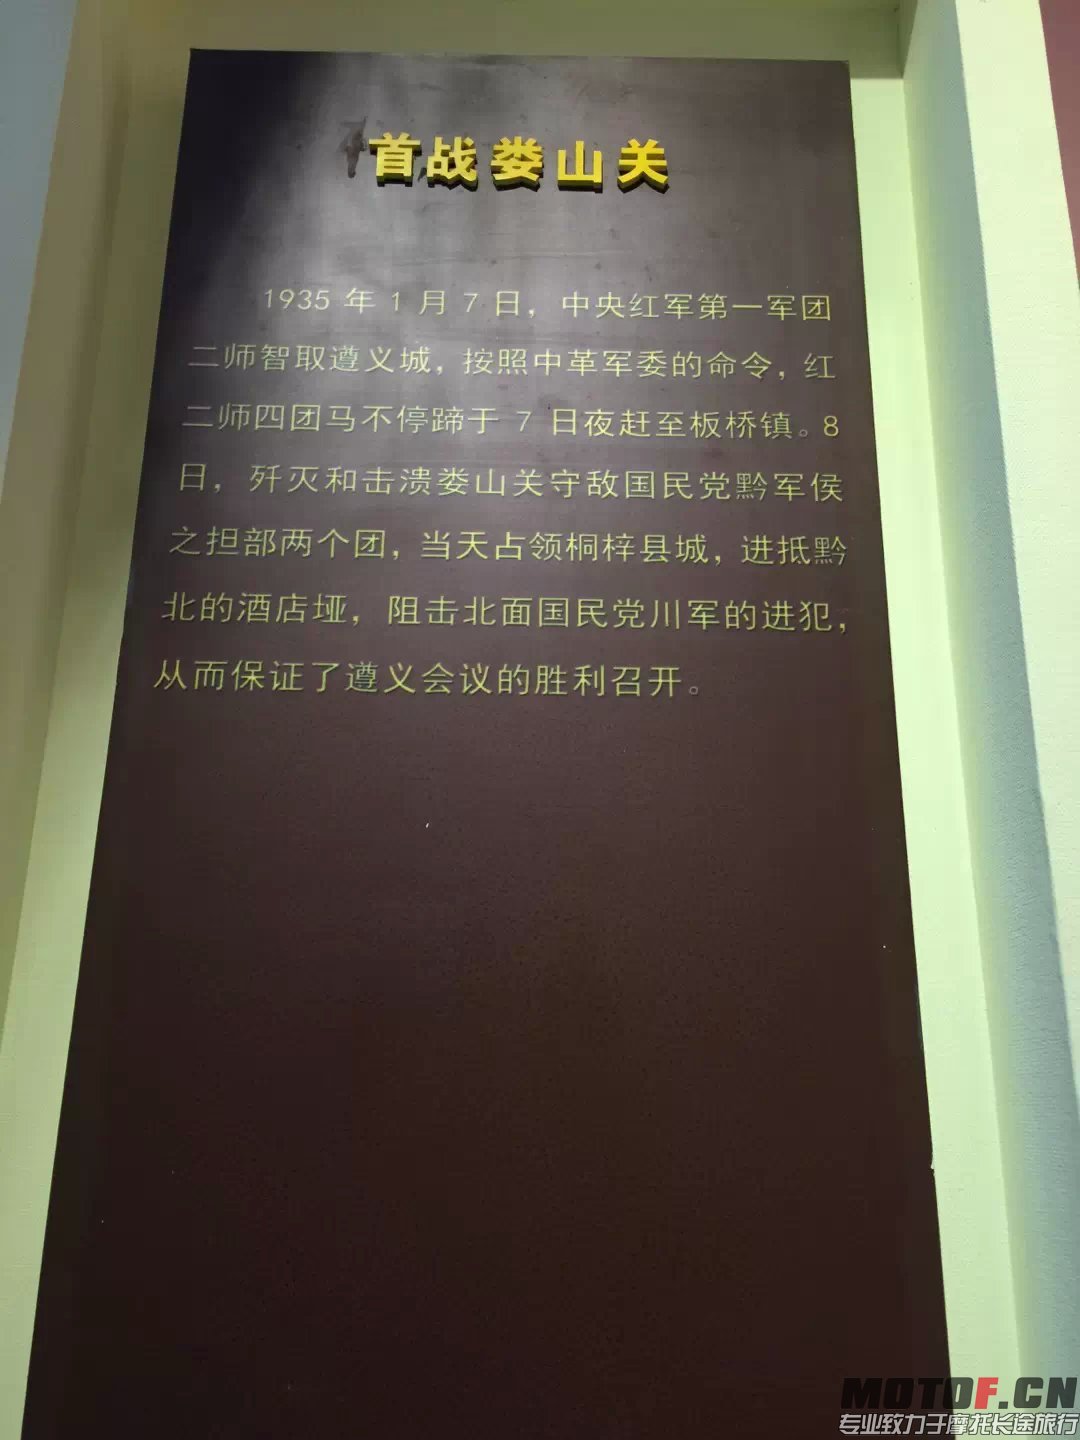 首战娄山关
1935年1月7日，中央红军第一军团
二师智取遵义城，按照中革军委的命令，红
二师四团马不停蹄于7日夜赶至板桥镇。8
日，歼灭和击溃娄山关守敌国民党黔军侯
之担部两个团，当天占领桐梓县城，进抵黔
北的酒店垭，阻击北面国民党川军的进犯，
从而保证了遵义会议的胜利召开。
MOTOF.CN
专业致力于摩托长途旅行